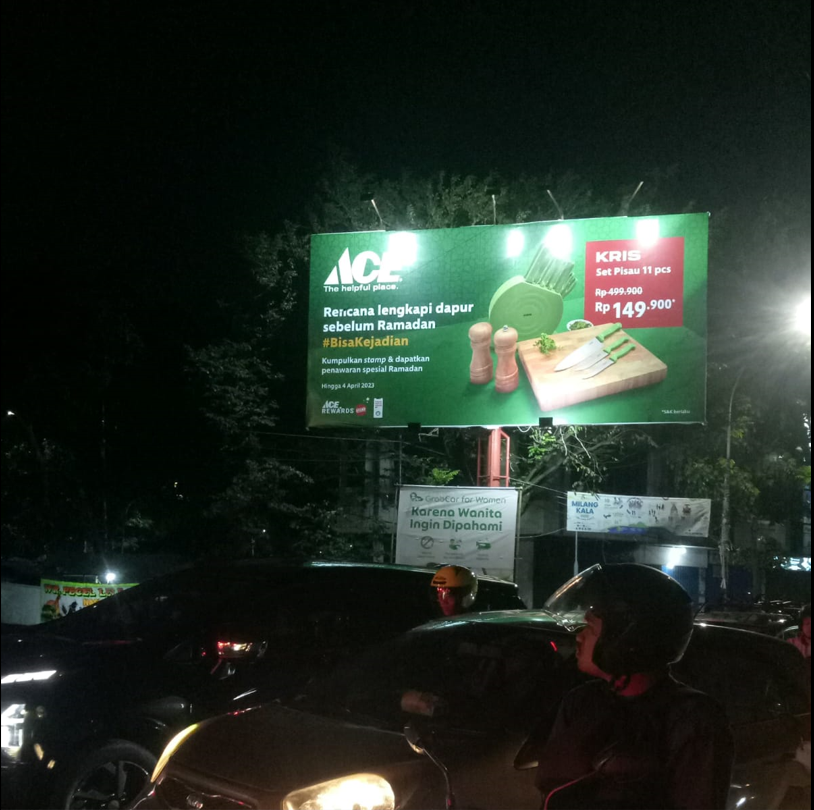 ACE
The helpful place.
Rencana lengkapi dapur
sebelum Ramadan
#BisaKejadian
Kumpulkan stamp & dapatkan
penawaran spesial Ramadan
Hingga 4 April 2023
ACE
REWARDS
KRIS
Set Pisau 11 pcs
Rp 499.900
Rp 149.900*
GrabCar for Women
Karena Wanita
Ingin Dipahami
MILANG
KALA